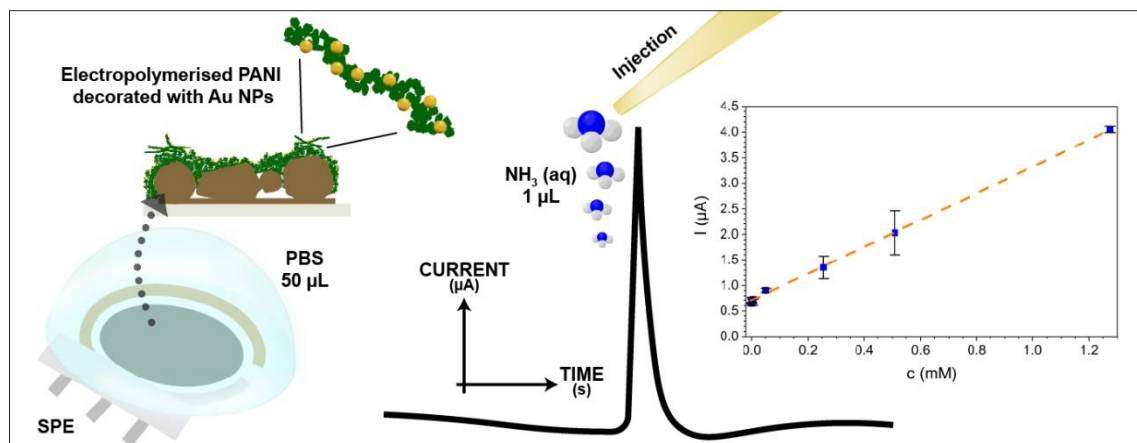 Electropolymerised PANI
decorated with Au NPs
Injection
NH₃ (aq)
1 µL
PBS
50 µL
SPE
CURRENT
(µA)
TIME
(s)
I (µA)
4.5
4.0
3.5
3.0
2.5
2.0
1.5
1.0
0.5
0.0
0.0 0.2 0.4 0.6 0.8 1.0 1.2
c (mM)